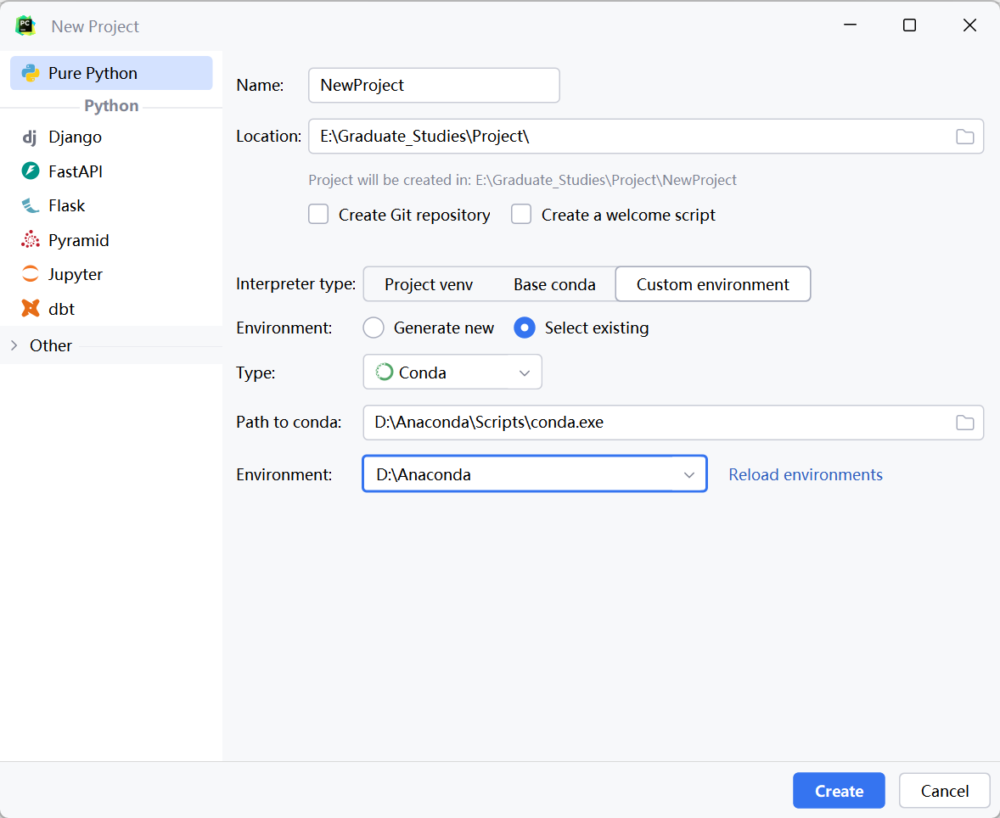 New Project
Pure Python
Python
dj Django
FastAPI
Flask
Pyramid
Jupyter
dbt
Other
Name: NewProject
Location: E:\Graduate_Studies\Project\
Project will be created in: E:\Graduate_Studies\Project\NewProject
Create Git repository Create a welcome script
Interpreter type: Project venv Base conda Custom environment
Environment: Generate new Select existing
Type: Conda
Path to conda: D:\Anaconda\Scripts\conda.exe
Environment: D:\Anaconda Reload environments
Create Cancel